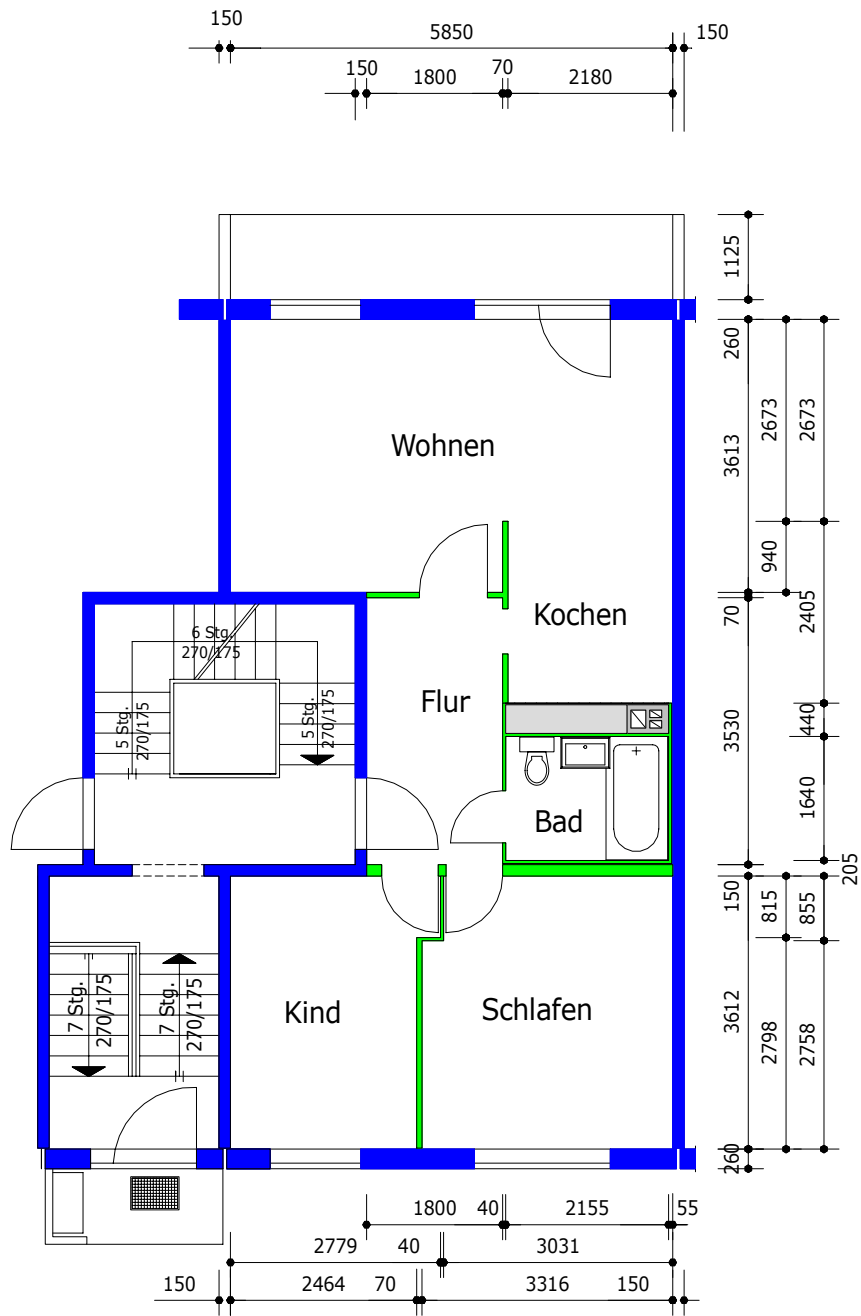 150 5850 150
150 1800 70 2180
1125
260
3613
2673
2673
940
70
2405
3530
440
1640
205
150
815
855
3612
2798
2758
260
Wohnen
Kochen
6 Stg.
270/175
Flur
5 Stg.
270/175
5 Stg.
270/175
Bad
7 Stg.
270/175
7 Stg.
270/175
Kind
Schlafen
1800 40 2155 55
2779 40 3031
150 2464 70 3316 150